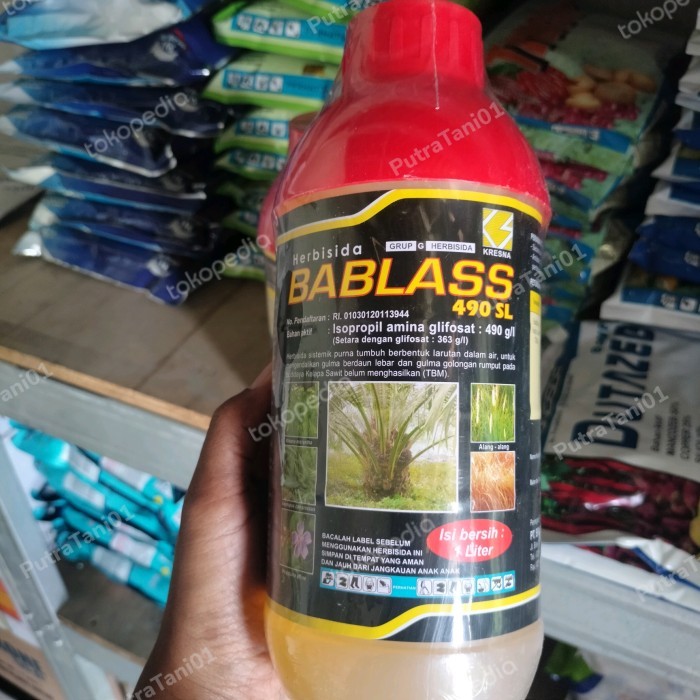 Herbisida
GRUP G HERBISIDA
KRESNA
BABLASS
490 SL
No. Pendaftaran : RI. 01030120113944
Bahan aktif : Isopropil amina glifosat : 490 g/l
(Setara dengan glifosat : 363 g/l)
Herbisida sistemik purna tumbuh berbentuk larutan dalam air, untuk
mengendalikan gulma berdaun lebar dan gulma golongan rumput pada
Kelapa Sawit belum menghasilkan (TBM).
Alang - alang
BACALAH LABEL SEBELUM
MENGGUNAKAN HERBISIDA INI
SIMPAN DI TEMPAT YANG AMAN
DAN JAUH DARI JANGKAUAN ANAK ANAK
Isi bersih :
1 Liter
PERHATIAN
tokopedia
PutraTani01